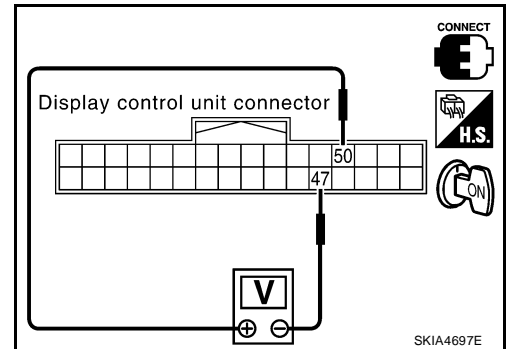 CONNECT
Display control unit connector
H.S.
50
47
ON
V
+ −
SKIA4697E